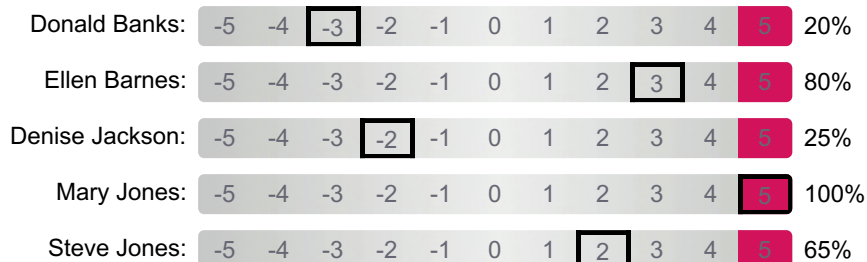 Donald Banks: -5 -4 -3 -2 -1 0 1 2 3 4 5 20%
Ellen Barnes: -5 -4 -3 -2 -1 0 1 2 3 4 5 80%
Denise Jackson: -5 -4 -3 -2 -1 0 1 2 3 4 5 25%
Mary Jones: -5 -4 -3 -2 -1 0 1 2 3 4 5 100%
Steve Jones: -5 -4 -3 -2 -1 0 1 2 3 4 5 65%